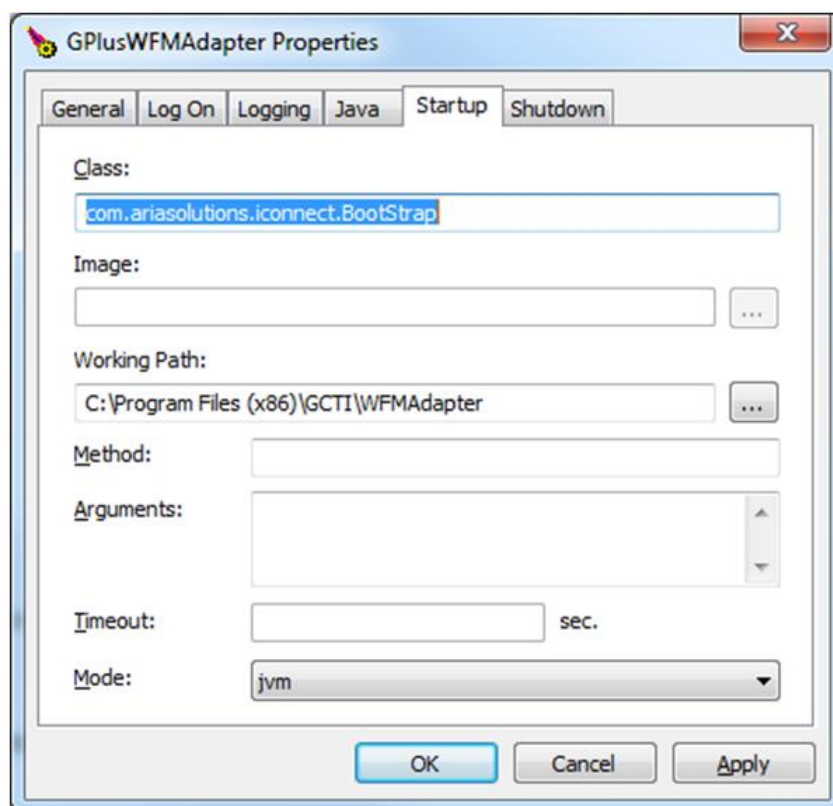 GPlusWFMAdapter Properties
General Log On Logging Java Startup Shutdown
Class:
com.ariasolutions.iconnect.BootStrap
Image:
...
Working Path:
C:\Program Files (x86)\GCTI\WFMAdapter
...
Method:
Arguments:
Timeout: sec.
Mode: jvm
OK Cancel Apply